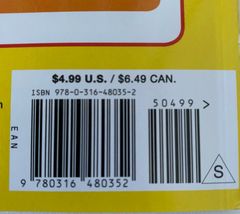 $4.99 U.S. / $6.49 CAN.
ISBN 978-0-316-48035-2
50499 >
EAN
9 780316 480352
S